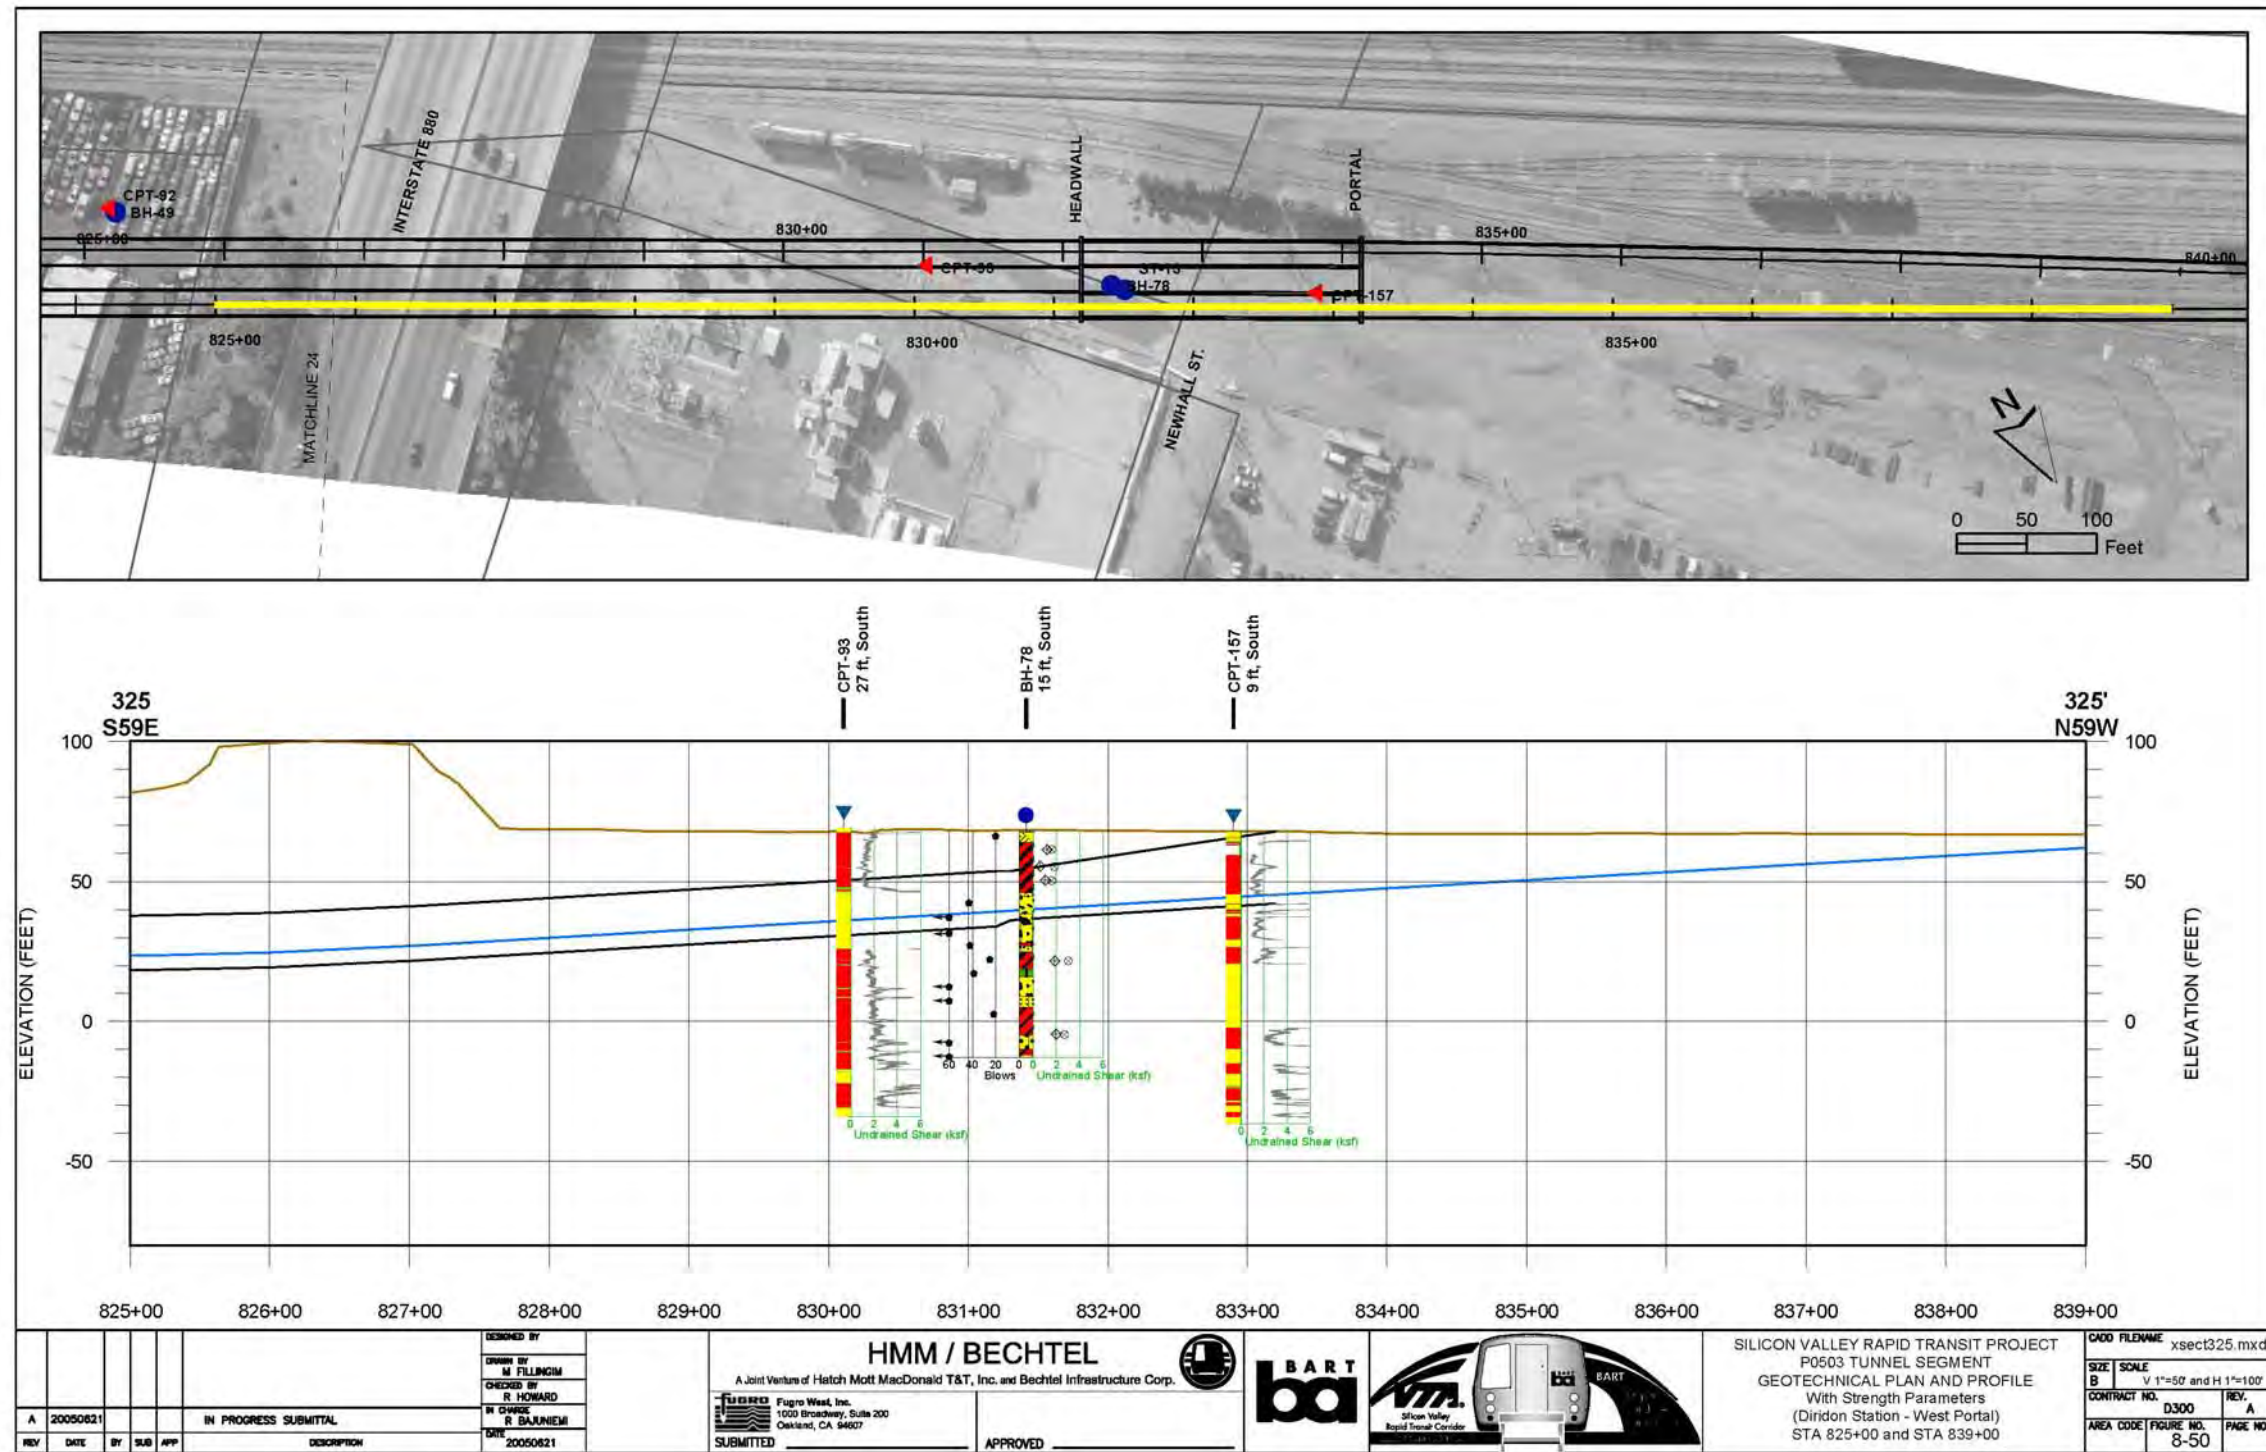 CPT-92
BH-49
825+00
INTERSTATE 880
MATCHLINE 24
825+00
830+00
830+00
HEADWALL
ST-13
BH-78
NEWHALL ST.
PORTAL
CPT-157
835+00
835+00
840+00
N
0 50 100
Feet
CPT-93
27 ft, South
BH-78
15 ft, South
CPT-157
9 ft, South
325
S59E
325'
N59W
100
50
0
-50
ELEVATION (FEET)
100
50
0
-50
ELEVATION (FEET)
0 2 4 6
Undrained Shear (ksf)
60 40 20 0
Blows
0 2 4 6
Undrained Shear (ksf)
0 2 4 6
Undrained Shear (ksf)
825+00 826+00 827+00 828+00 829+00 830+00 831+00 832+00 833+00 834+00 835+00 836+00 837+00 838+00 839+00
A 20050621 IN PROGRESS SUBMITTAL
REV DATE BY SUB APP DESCRIPTION
DESIGNED BY
DRAWN BY
M FILLINGIM
CHECKED BY
R HOWARD
IN CHARGE
R BAJUNIEMI
DATE
20050621
HMM / BECHTEL
A Joint Venture of Hatch Mott MacDonald T&T, Inc. and Bechtel Infrastructure Corp.
FUGRO
Fugro West, Inc.
1000 Broadway, Suite 200
Oakland, CA 94607
SUBMITTED
APPROVED
BART
ba
VTA.
Silicon Valley
Rapid Transit Corridor
ba
BART
SILICON VALLEY RAPID TRANSIT PROJECT
P0503 TUNNEL SEGMENT
GEOTECHNICAL PLAN AND PROFILE
With Strength Parameters
(Diridon Station - West Portal)
STA 825+00 and STA 839+00
CADD FILENAME
xsect325.mxd
SIZE
B
SCALE
V 1"=50' and H 1"=100'
CONTRACT NO.
D300
REV.
A
AREA CODE
FIGURE NO.
8-50
PAGE NO